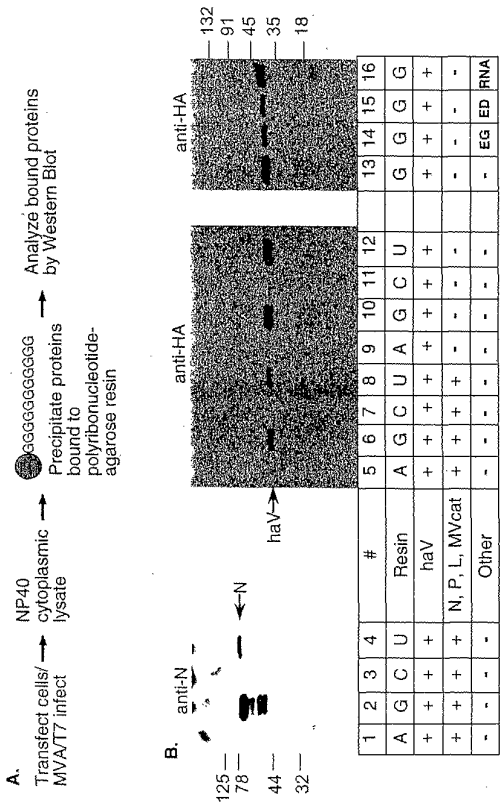 A.
Transfect cells/
MVA/T7 infect
NP40
cytoplasmic
lysate
GGGGGGGGGGGG
Precipitate proteins
bound to
polyribonucleotide-
agarose resin
Analyze bound proteins
by Western Blot
B.
anti-N
anti-HA
anti-HA
125
78
44
32
N
haV
132
91
45
35
18
1 2 3 4 # 5 6 7 8 9 10 11 12 13 14 15 16
A G C U Resin A G C U A G C U G G G G
+ + + + haV + + + + + + + + + + + +
+ + + + N, P, L, MVcat + + + + - - - - - - - -
- - - - Other - - - - - - - - - EG ED RNA